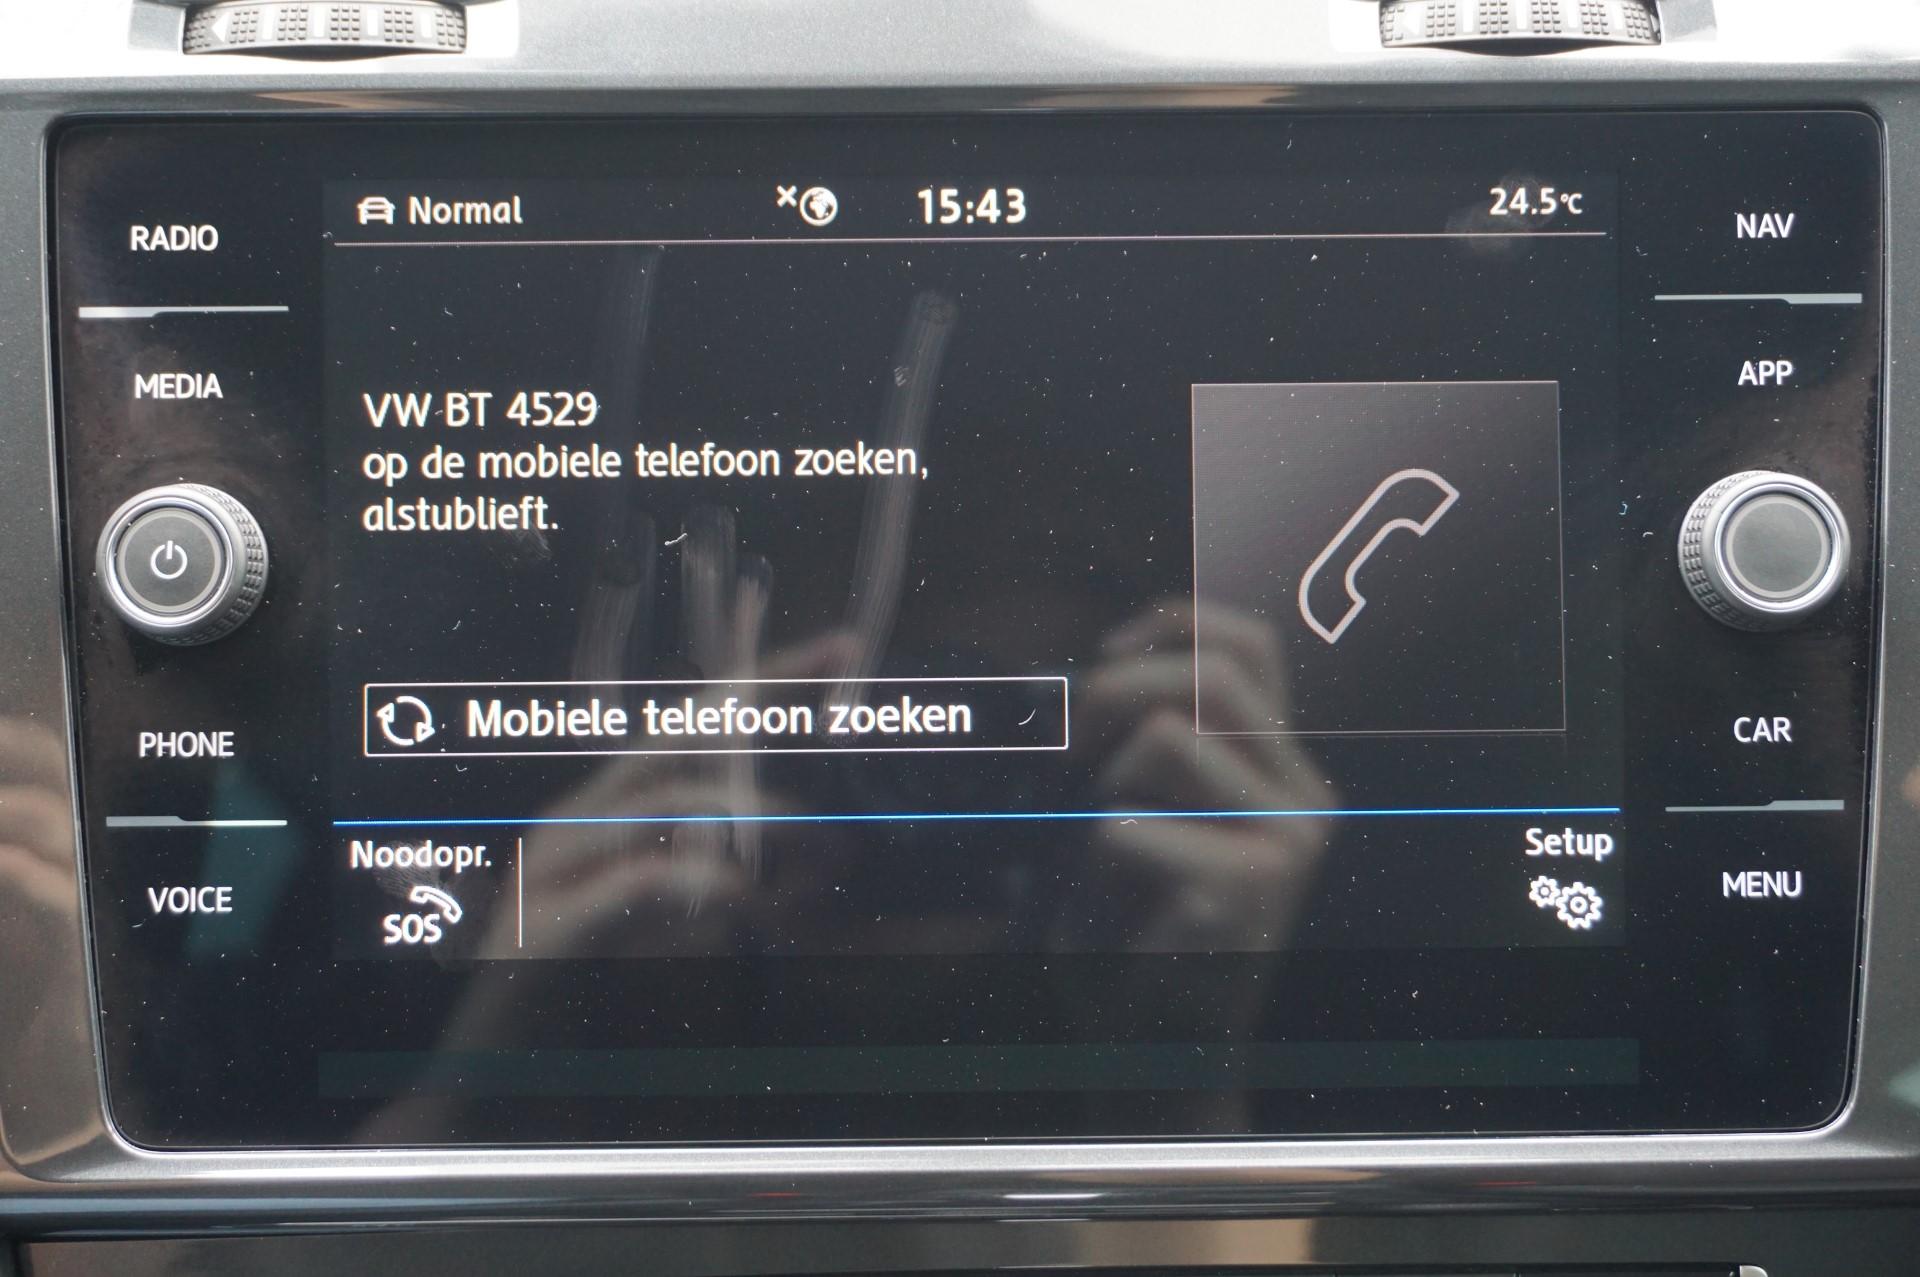 Normal 15:43 24.5°C
RADIO
NAV
MEDIA
APP
VW BT 4529
op de mobiele telefoon zoeken,
alstublieft.
Mobiele telefoon zoeken
PHONE
CAR
Noodopr.
SOS
Setup
VOICE
MENU